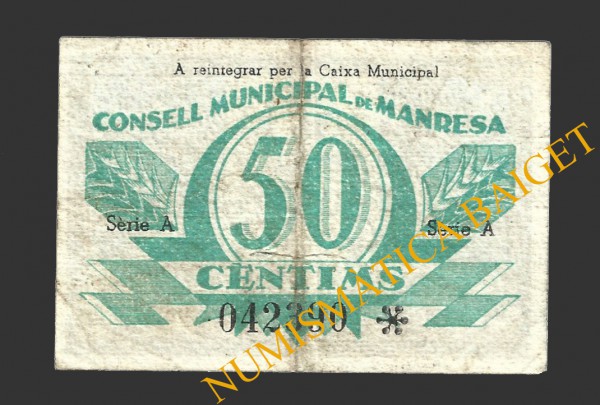 A reintegrar per la Caixa Municipal
CONSELL MUNICIPAL DE MANRESA
50
Sèrie A
Sèrie A
CENTIMS
042390 *
NUMISMATICA BAIGET